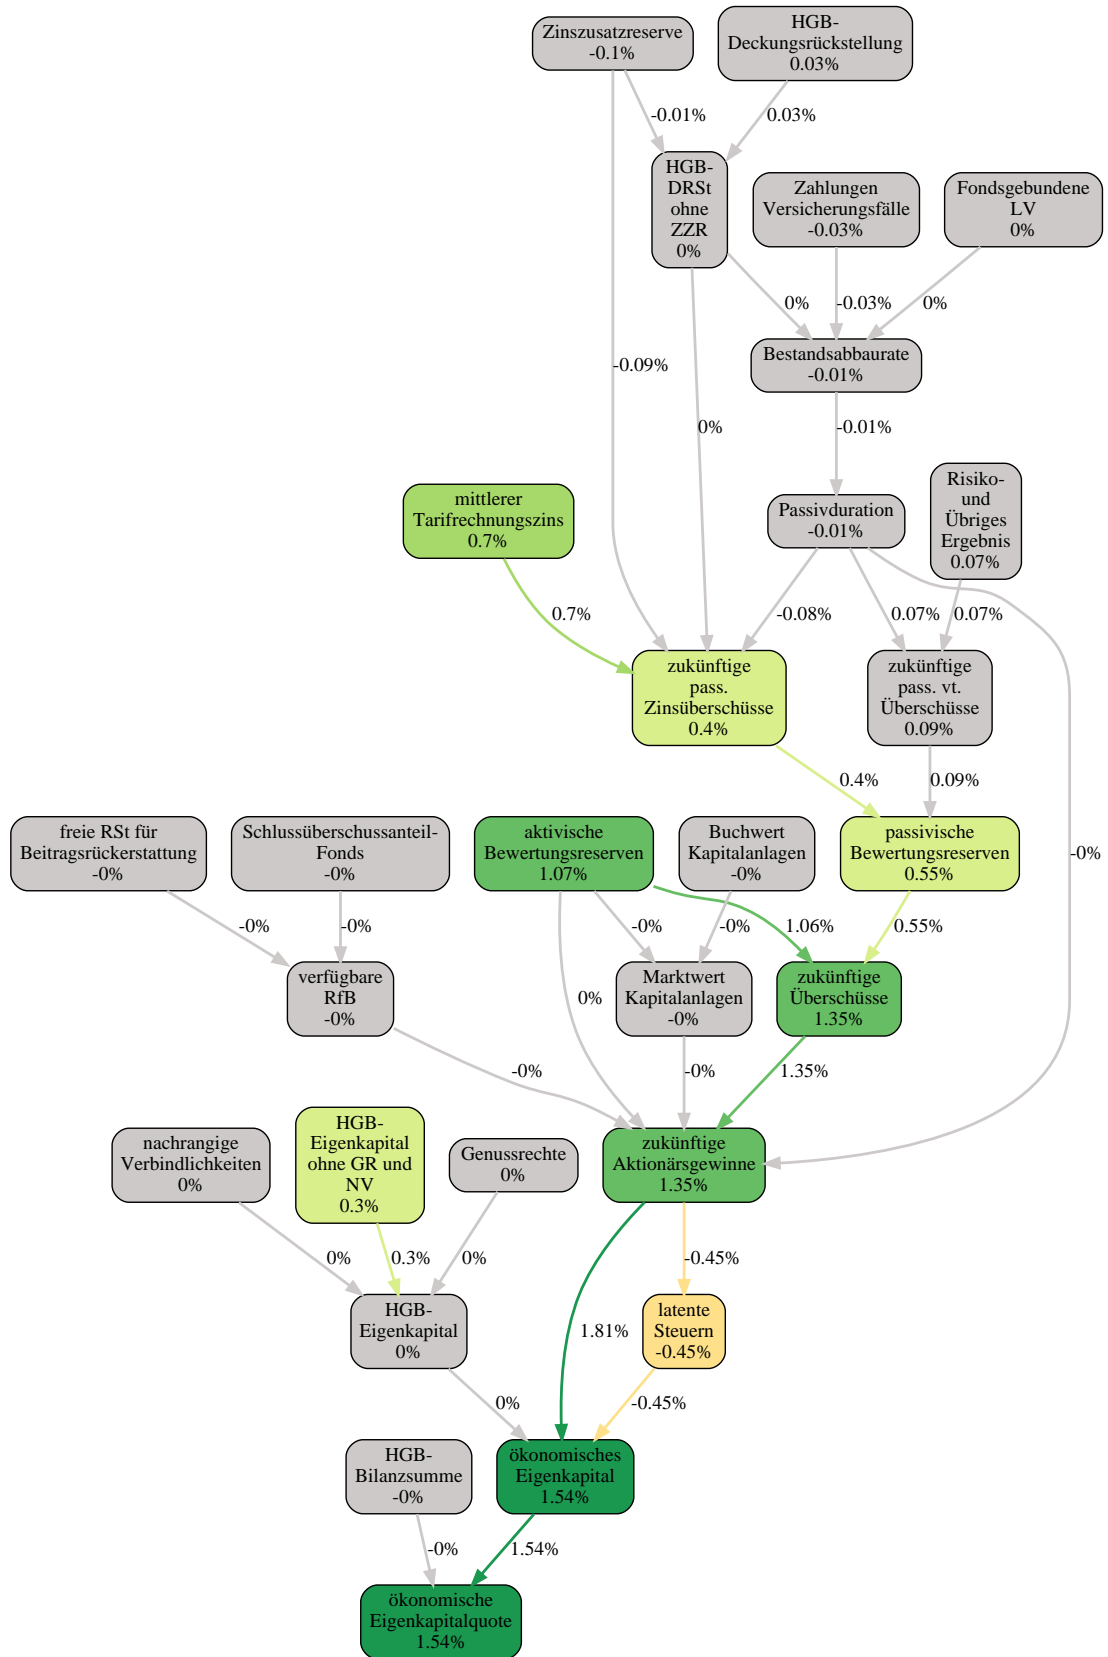 Zinszusatzreserve
-0.1%
HGB-
Deckungsrückstellung
0.03%
-0.01%
0.03%
HGB-
DRSt
ohne
ZZR
0%
Zahlungen
Versicherungsfälle
-0.03%
Fondsgebundene
LV
0%
0%
-0.03%
0%
Bestandsabbaurate
-0.01%
-0.09%
0%
-0.01%
mittlerer
Tarifrechnungszins
0.7%
Passivduration
-0.01%
Risiko-
und
Übriges
Ergebnis
0.07%
0.7%
-0.08%
0.07%
0.07%
zukünftige
pass.
Zinsüberschüsse
0.4%
zukünftige
pass. vt.
Überschüsse
0.09%
0.4%
0.09%
freie RSt für
Beitragsrückerstattung
-0%
Schlussüberschussanteil-
Fonds
-0%
aktivische
Bewertungsreserven
1.07%
Buchwert
Kapitalanlagen
-0%
passivische
Bewertungsreserven
0.55%
-0%
-0%
-0%
-0%
-0%
1.06%
0.55%
verfügbare
RfB
-0%
0%
Marktwert
Kapitalanlagen
-0%
zukünftige
Überschüsse
1.35%
-0%
-0%
1.35%
nachrangige
Verbindlichkeiten
0%
HGB-
Eigenkapital
ohne GR und
NV
0.3%
Genussrechte
0%
zukünftige
Aktionärsgewinne
1.35%
0%
0.3%
0%
-0.45%
HGB-
Eigenkapital
0%
1.81%
latente
Steuern
-0.45%
0%
-0.45%
HGB-
Bilanzsumme
-0%
ökonomisches
Eigenkapital
1.54%
-0%
1.54%
ökonomische
Eigenkapitalquote
1.54%